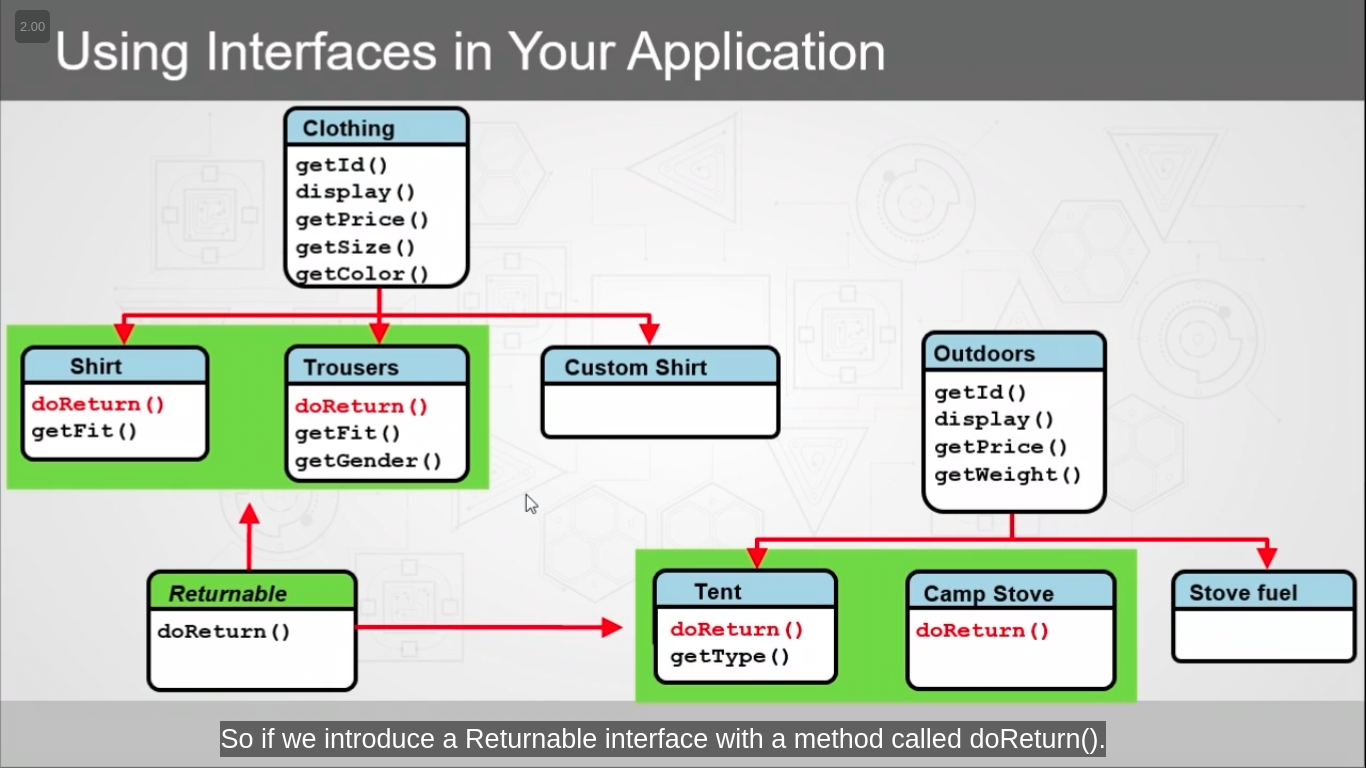 2.00
Using Interfaces in Your Application
Clothing
getId()
display()
getPrice()
getSize()
getColor()
Shirt
doReturn()
getFit()
Trousers
doReturn()
getFit()
getGender()
Custom Shirt
Outdoors
getId()
display()
getPrice()
getWeight()
Returnable
doReturn()
Tent
doReturn()
getType()
Camp Stove
doReturn()
Stove fuel
So if we introduce a Returnable interface with a method called doReturn().